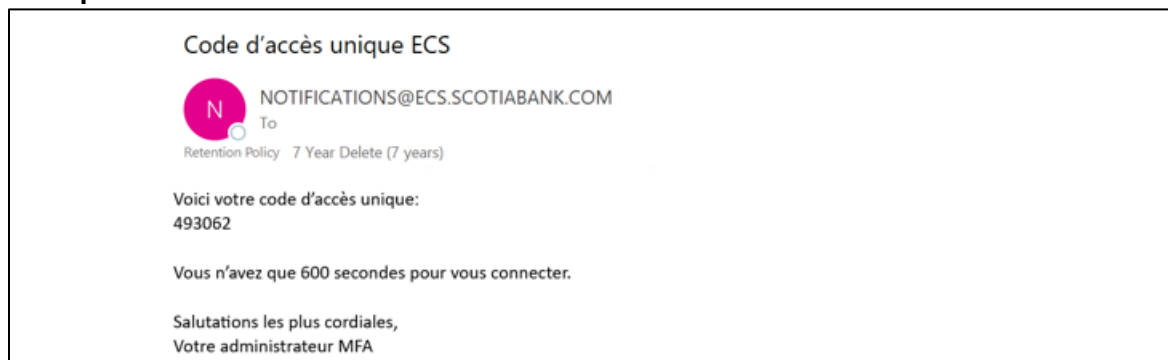 Code d’accès unique ECS
N
NOTIFICATIONS@ECS.SCOTIABANK.COM
To
Retention Policy 7 Year Delete (7 years)
Voici votre code d’accès unique:
493062
Vous n’avez que 600 secondes pour vous connecter.
Salutations les plus cordiales,
Votre administrateur MFA